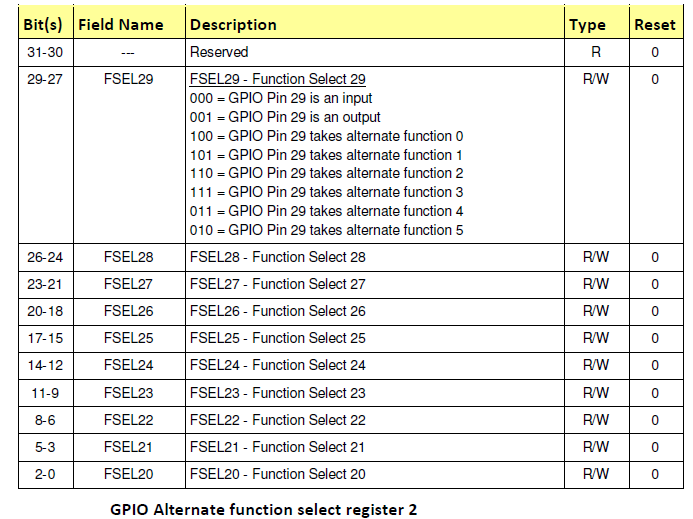 Bit(s) Field Name Description Type Reset
31-30 --- Reserved R 0
29-27 FSEL29 FSEL29 - Function Select 29 R/W 0
000 = GPIO Pin 29 is an input
001 = GPIO Pin 29 is an output
100 = GPIO Pin 29 takes alternate function 0
101 = GPIO Pin 29 takes alternate function 1
110 = GPIO Pin 29 takes alternate function 2
111 = GPIO Pin 29 takes alternate function 3
011 = GPIO Pin 29 takes alternate function 4
010 = GPIO Pin 29 takes alternate function 5
26-24 FSEL28 FSEL28 - Function Select 28 R/W 0
23-21 FSEL27 FSEL27 - Function Select 27 R/W 0
20-18 FSEL26 FSEL26 - Function Select 26 R/W 0
17-15 FSEL25 FSEL25 - Function Select 25 R/W 0
14-12 FSEL24 FSEL24 - Function Select 24 R/W 0
11-9 FSEL23 FSEL23 - Function Select 23 R/W 0
8-6 FSEL22 FSEL22 - Function Select 22 R/W 0
5-3 FSEL21 FSEL21 - Function Select 21 R/W 0
2-0 FSEL20 FSEL20 - Function Select 20 R/W 0
GPIO Alternate function select register 2